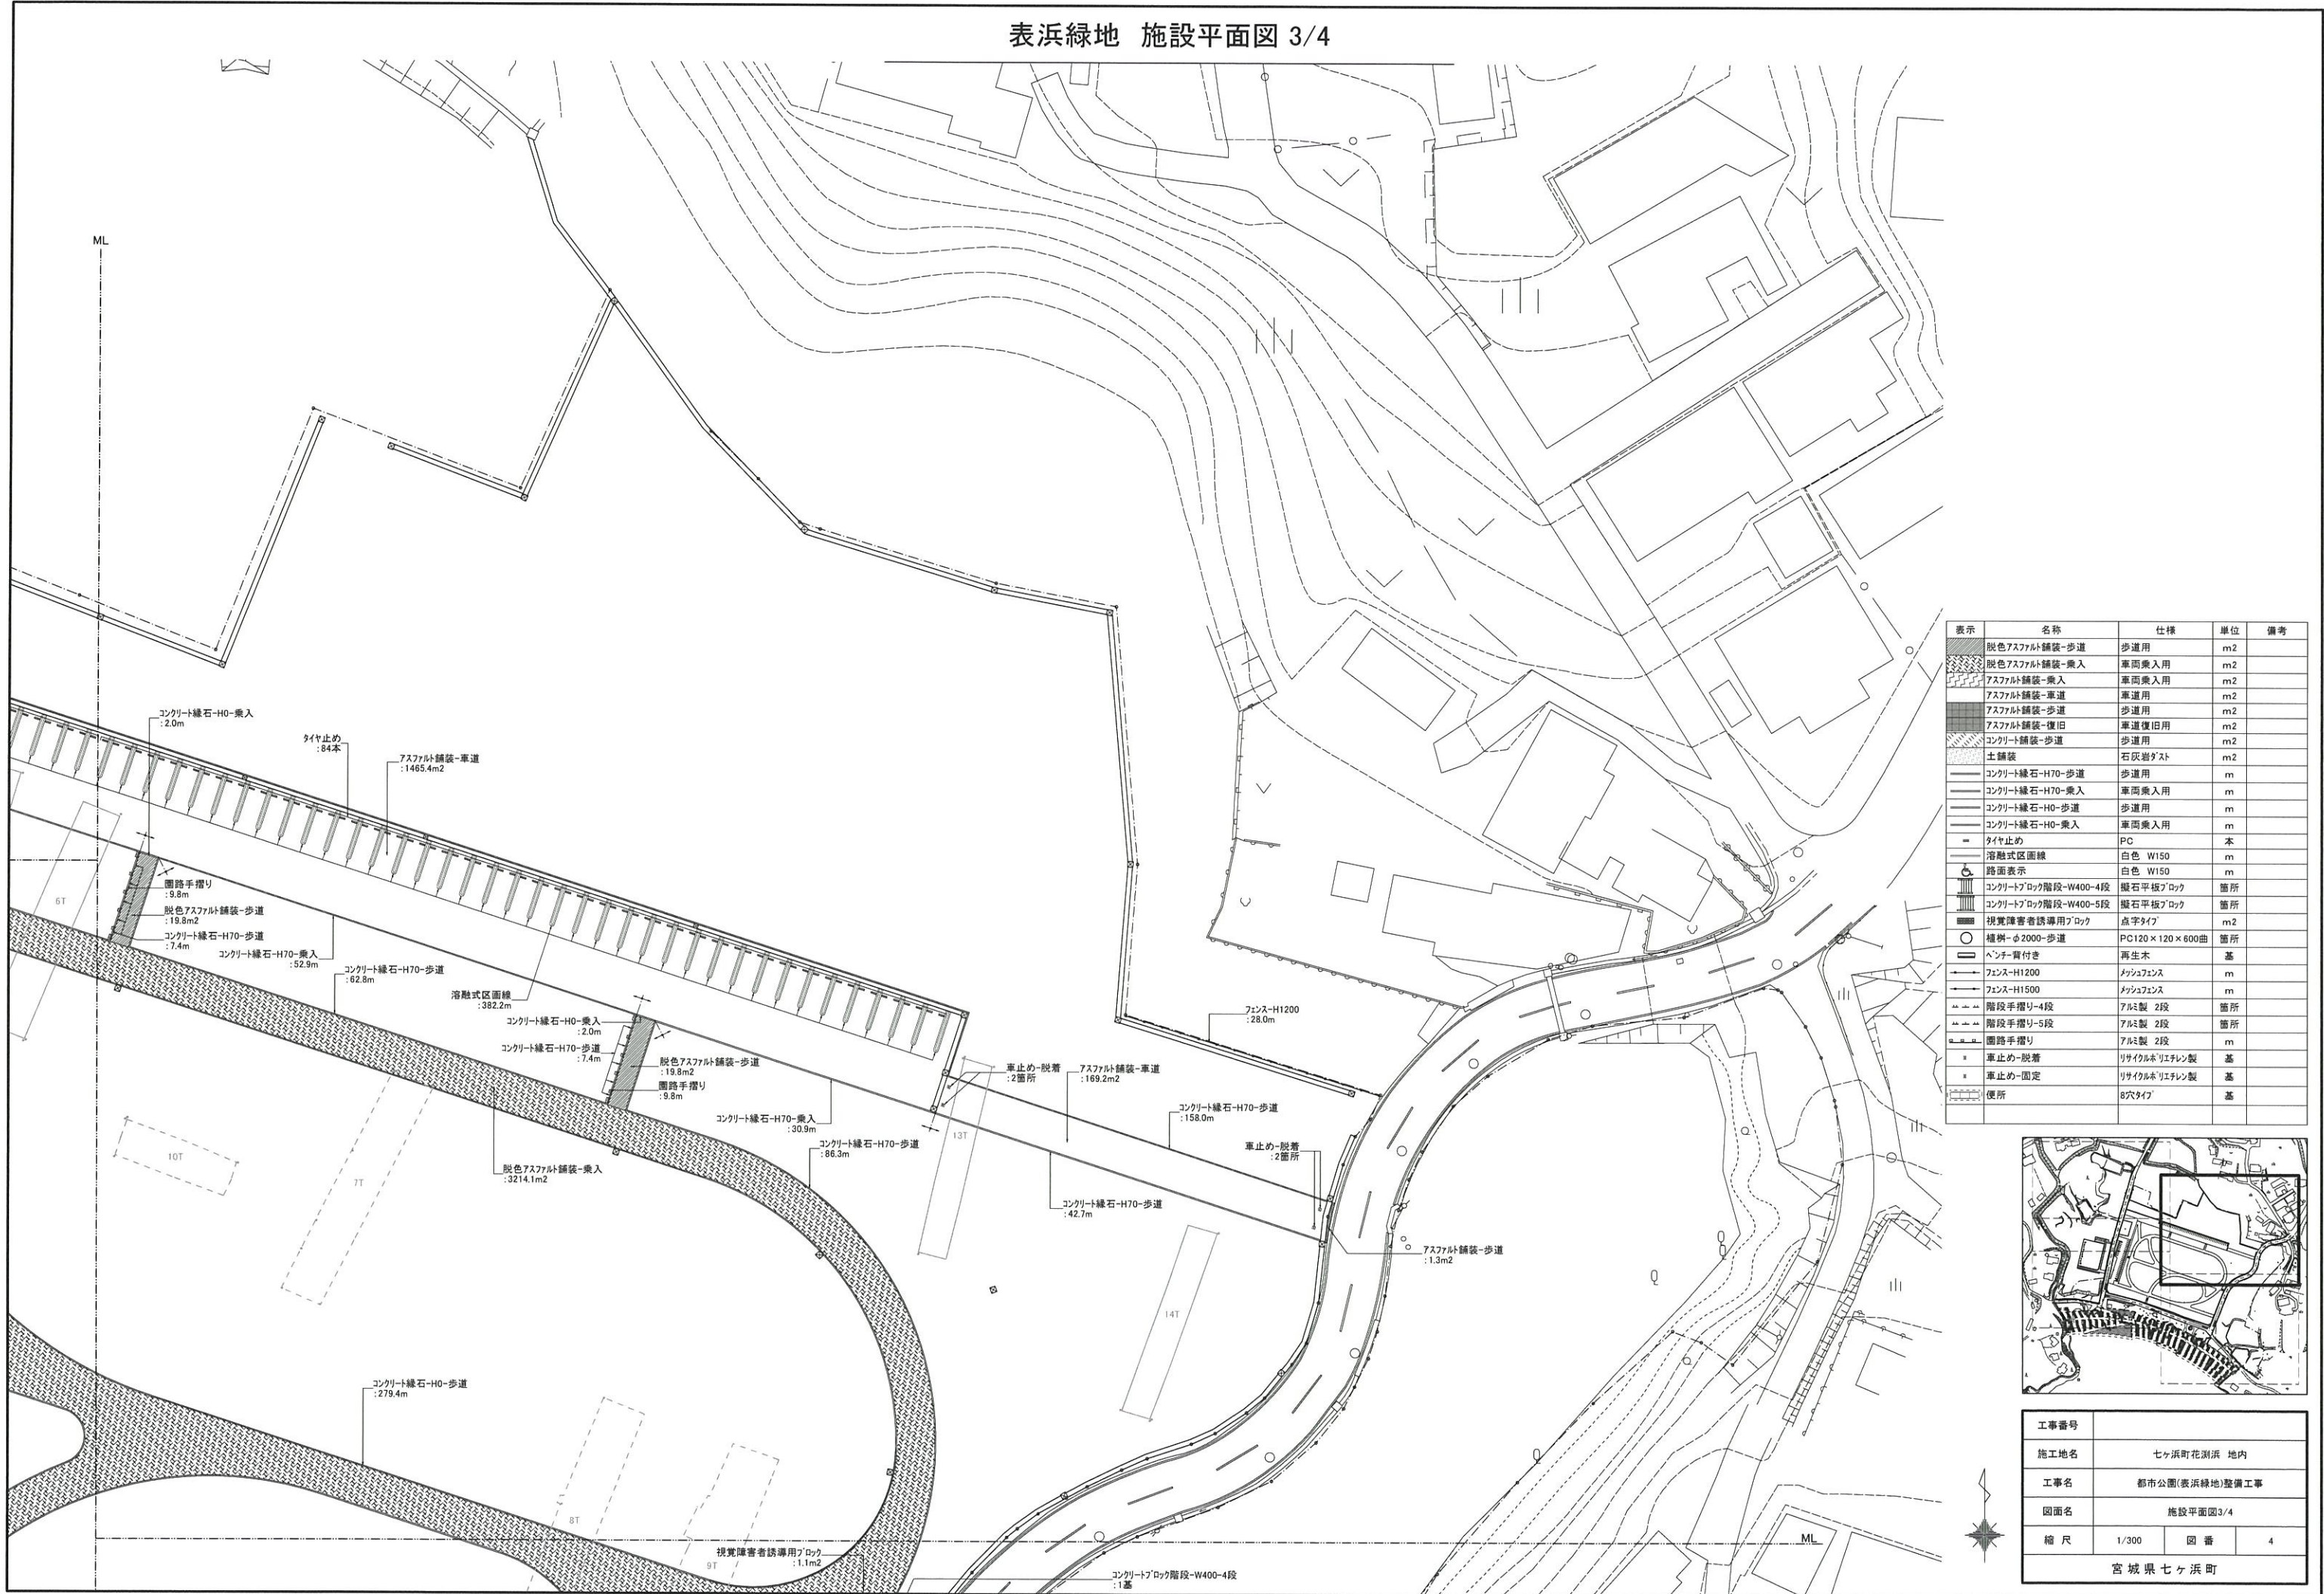 表浜緑地 施設平面図 3/4
ML
コンクリート縁石-H0-乗入
:2.0m
タイヤ止め
:84本
アスファルト舗装-車道
:1465.4m2
園路手摺り
:9.8m
脱色アスファルト舗装-歩道
:19.8m2
コンクリート縁石-H70-歩道
:7.4m
コンクリート縁石-H70-乗入
:52.9m
コンクリート縁石-H70-歩道
:62.8m
溶融式区画線
:382.2m
コンクリート縁石-H0-乗入
:2.0m
コンクリート縁石-H70-歩道
:7.4m
脱色アスファルト舗装-歩道
:19.8m2
園路手摺り
:9.8m
コンクリート縁石-H70-乗入
:30.9m
コンクリート縁石-H70-歩道
:86.3m
脱色アスファルト舗装-乗入
:3214.1m2
フェンス-H1200
:28.0m
車止め-脱着
:2箇所
アスファルト舗装-車道
:169.2m2
コンクリート縁石-H70-歩道
:158.0m
車止め-脱着
:2箇所
コンクリート縁石-H70-歩道
:42.7m
アスファルト舗装-歩道
:1.3m2
コンクリート縁石-H0-歩道
:279.4m
視覚障害者誘導用ブロック
:1.1m2
コンクリートブロック階段-W400-4段
:1基
6T
10T
7T
13T
14T
8T
9T
ML
表示 名称 仕様 単位 備考
脱色アスファルト舗装-歩道 歩道用 m2
脱色アスファルト舗装-乗入 車両乗入用 m2
アスファルト舗装-乗入 車両乗入用 m2
アスファルト舗装-車道 車道用 m2
アスファルト舗装-歩道 歩道用 m2
アスファルト舗装-復旧 車道復旧用 m2
コンクリート舗装-歩道 歩道用 m2
土舗装 石灰岩ダスト m2
コンクリート縁石-H70-歩道 歩道用 m
コンクリート縁石-H70-乗入 車両乗入用 m
コンクリート縁石-H0-歩道 歩道用 m
コンクリート縁石-H0-乗入 車両乗入用 m
タイヤ止め PC 本
溶融式区画線 白色 W150 m
路面表示 白色 W150 m
コンクリートブロック階段-W400-4段 擬石平板ブロック 箇所
コンクリートブロック階段-W400-5段 擬石平板ブロック 箇所
視覚障害者誘導用ブロック 点字タイプ m2
植桝-φ2000-歩道 PC120×120×600曲 箇所
ベンチ-背付き 再生木 基
フェンス-H1200 メッシュフェンス m
フェンス-H1500 メッシュフェンス m
階段手摺り-4段 アルミ製 2段 箇所
階段手摺り-5段 アルミ製 2段 箇所
園路手摺り アルミ製 2段 m
車止め-脱着 リサイクルポリエチレン製 基
車止め-固定 リサイクルポリエチレン製 基
便所 8穴タイプ 基
工事番号
施工地名 七ヶ浜町花渕浜 地内
工事名 都市公園(表浜緑地)整備工事
図面名 施設平面図3/4
縮尺 1/300 図番 4
宮城県七ヶ浜町